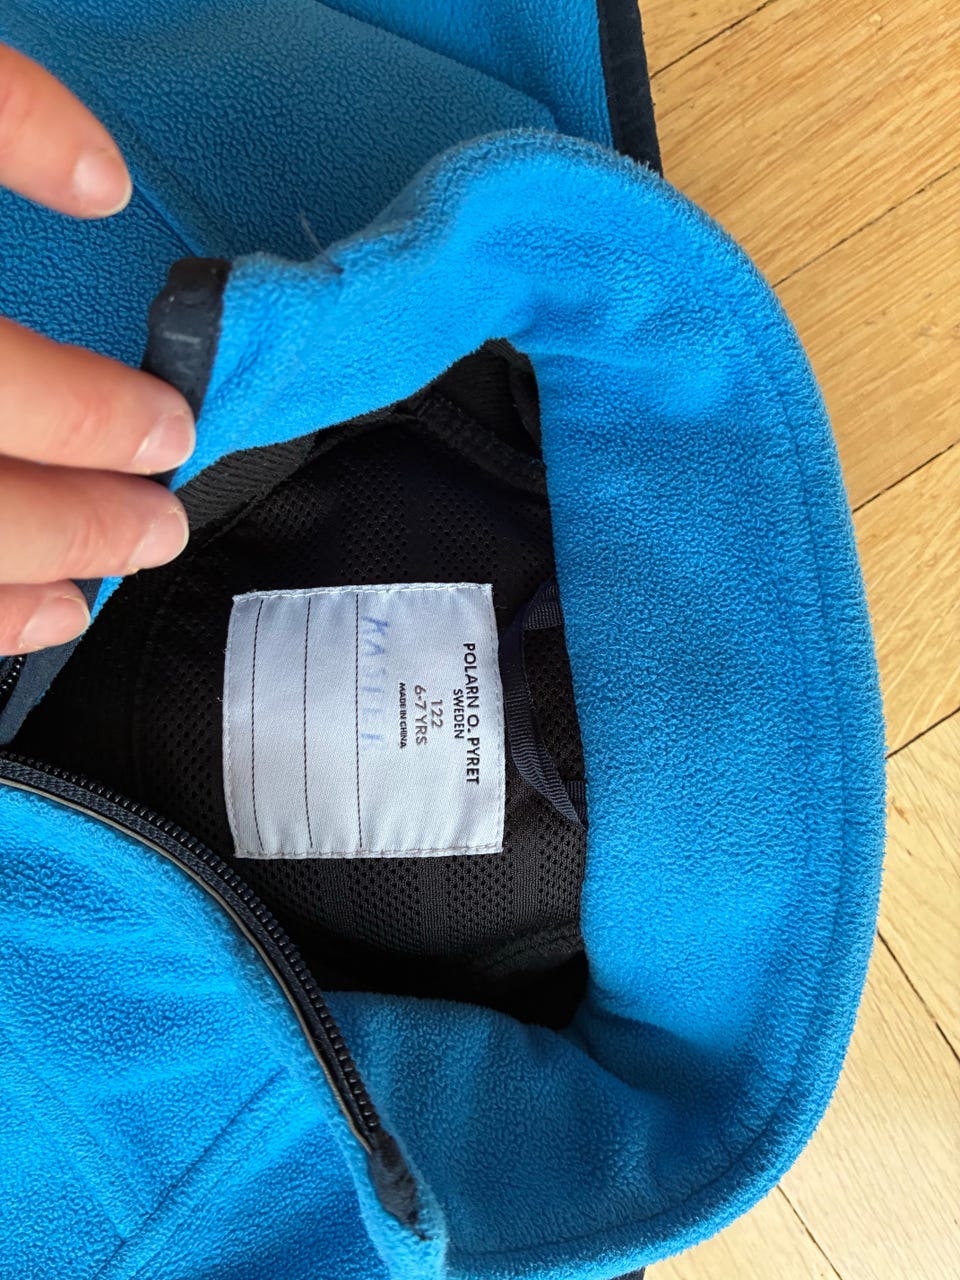 POLARN O. PYRET
SWEDEN
122
6-7 YRS
MADE IN CHINA